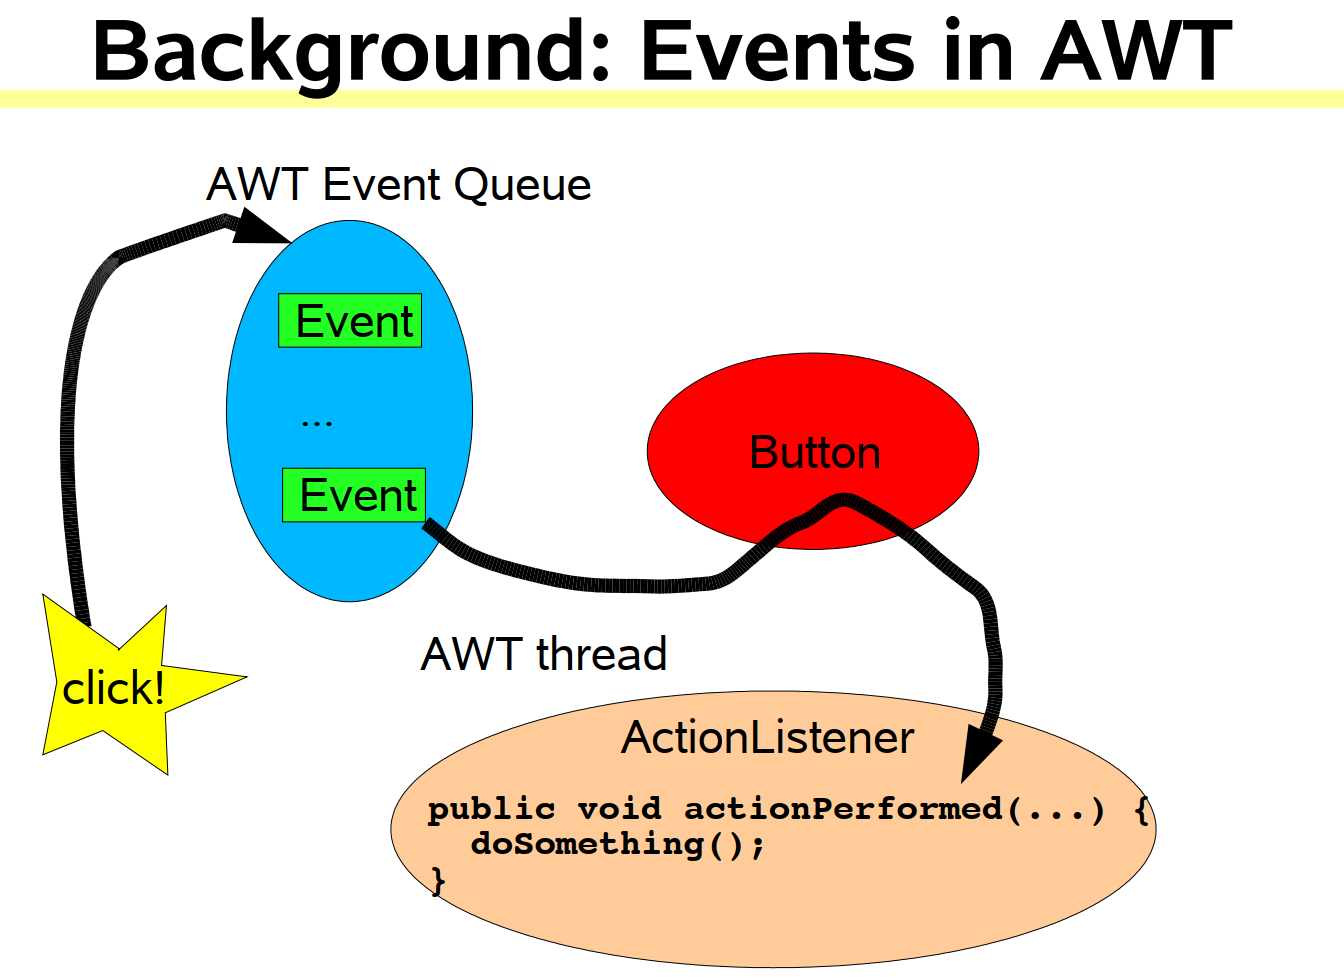 Background: Events in AWT
AWT Event Queue
Event
...
Event
Button
click!
AWT thread
ActionListener
public void actionPerformed(...) {
  doSomething();
}